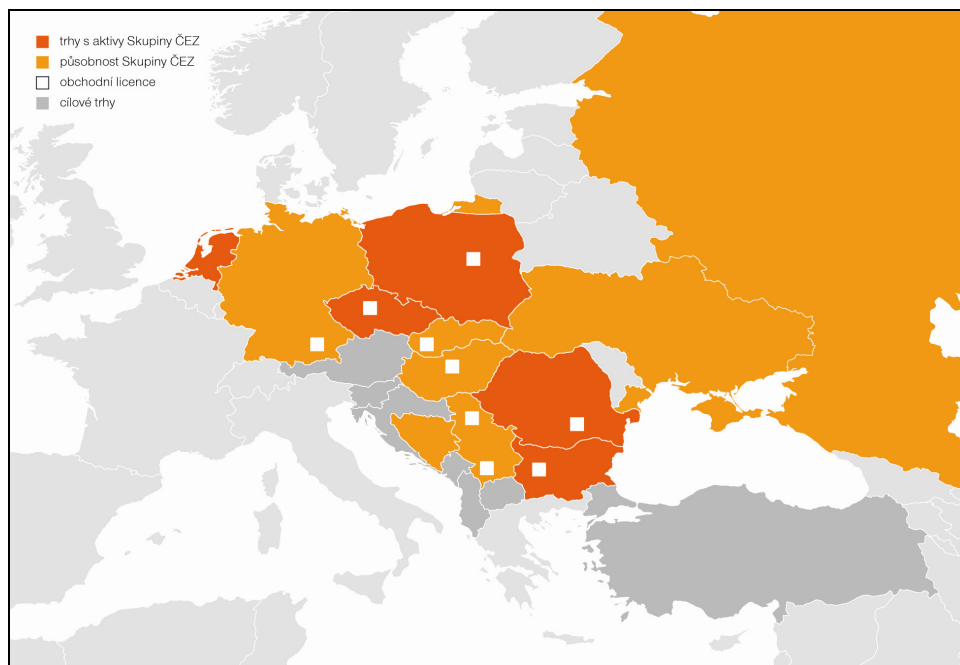 trhy s aktivy Skupiny ČEZ
působnost Skupiny ČEZ
obchodní licence
cílové trhy